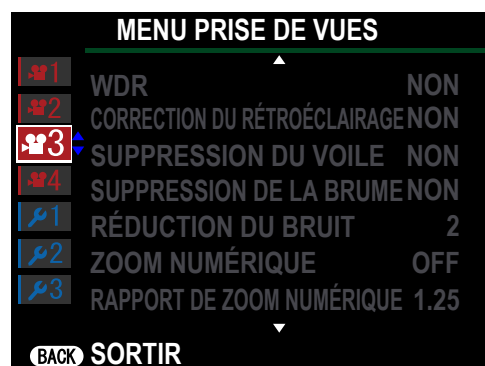 MENU PRISE DE VUES
1
2
3
4
1
2
3
WDR NON
CORRECTION DU RÉTROÉCLAIRAGE NON
SUPPRESSION DU VOILE NON
SUPPRESSION DE LA BRUME NON
RÉDUCTION DU BRUIT 2
ZOOM NUMÉRIQUE OFF
RAPPORT DE ZOOM NUMÉRIQUE 1.25
BACK SORTIR